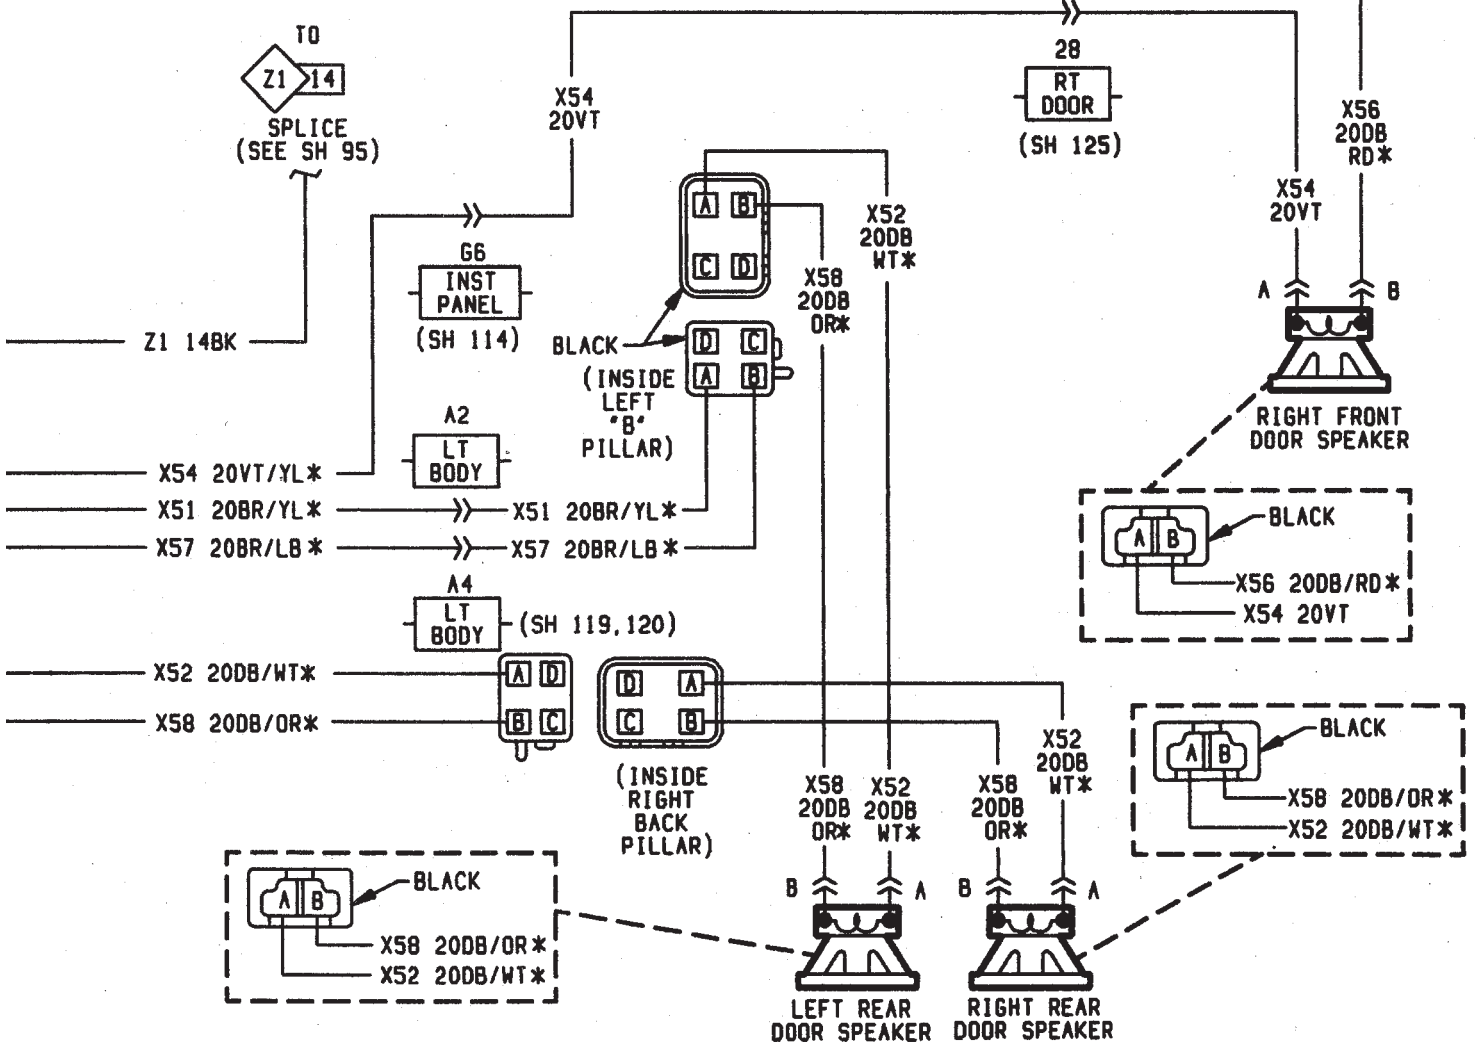 TO
Z1 14
SPLICE
(SEE SH 95)
X54
20VT
28
RT
DOOR
(SH 125)
X56
20DB
RD*
X54
20VT
A B
RIGHT FRONT
DOOR SPEAKER
G6
INST
PANEL
(SH 114)
Z1 14BK
A B
C D
BLACK
D C
A B
(INSIDE
LEFT
"B"
PILLAR)
X52
20DB
WT*
X58
20DB
OR*
A2
LT
BODY
X54 20VT/YL*
X51 20BR/YL*
X51 20BR/YL*
X57 20BR/LB*
X57 20BR/LB*
A B
BLACK
X56 20DB/RD*
X54 20VT
A4
LT
BODY
(SH 119,120)
X52 20DB/WT*
X58 20DB/OR*
A D
B C
D A
C B
(INSIDE
RIGHT
BACK
PILLAR)
X58
20DB
OR*
X52
20DB
WT*
X58
20DB
OR*
X52
20DB
WT*
A B
BLACK
X58 20DB/OR*
X52 20DB/WT*
A B
BLACK
X58 20DB/OR*
X52 20DB/WT*
B A
B A
LEFT REAR
DOOR SPEAKER
RIGHT REAR
DOOR SPEAKER